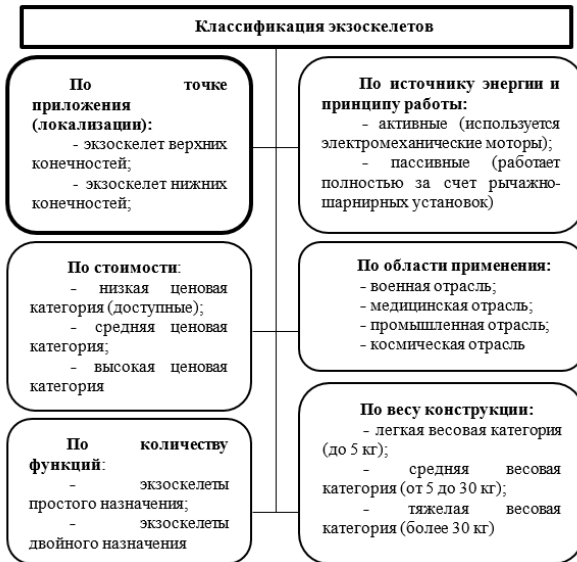 Классификация экзоскелетов
По точке
приложения
(локализации):
- экзоскелет верхних
конечностей;
- экзоскелет нижних
конечностей;
По источнику энергии и
принципу работы:
- активные (используется
электромеханические моторы);
- пассивные (работает
полностью за счет рычажно-
шарнирных установок)
По стоимости:
- низкая ценовая
категория (доступные);
- средняя ценовая
категория;
- высокая ценовая
категория
По области применения:
- военная отрасль;
- медицинская отрасль;
- промышленная отрасль;
- космическая отрасль
По количеству
функций:
- экзоскелеты
простого назначения;
- экзоскелеты
двойного назначения
По весу конструкции:
- легкая весовая категория
(до 5 кг);
- средняя весовая
категория (от 5 до 30 кг);
- тяжелая весовая
категория (более 30 кг)